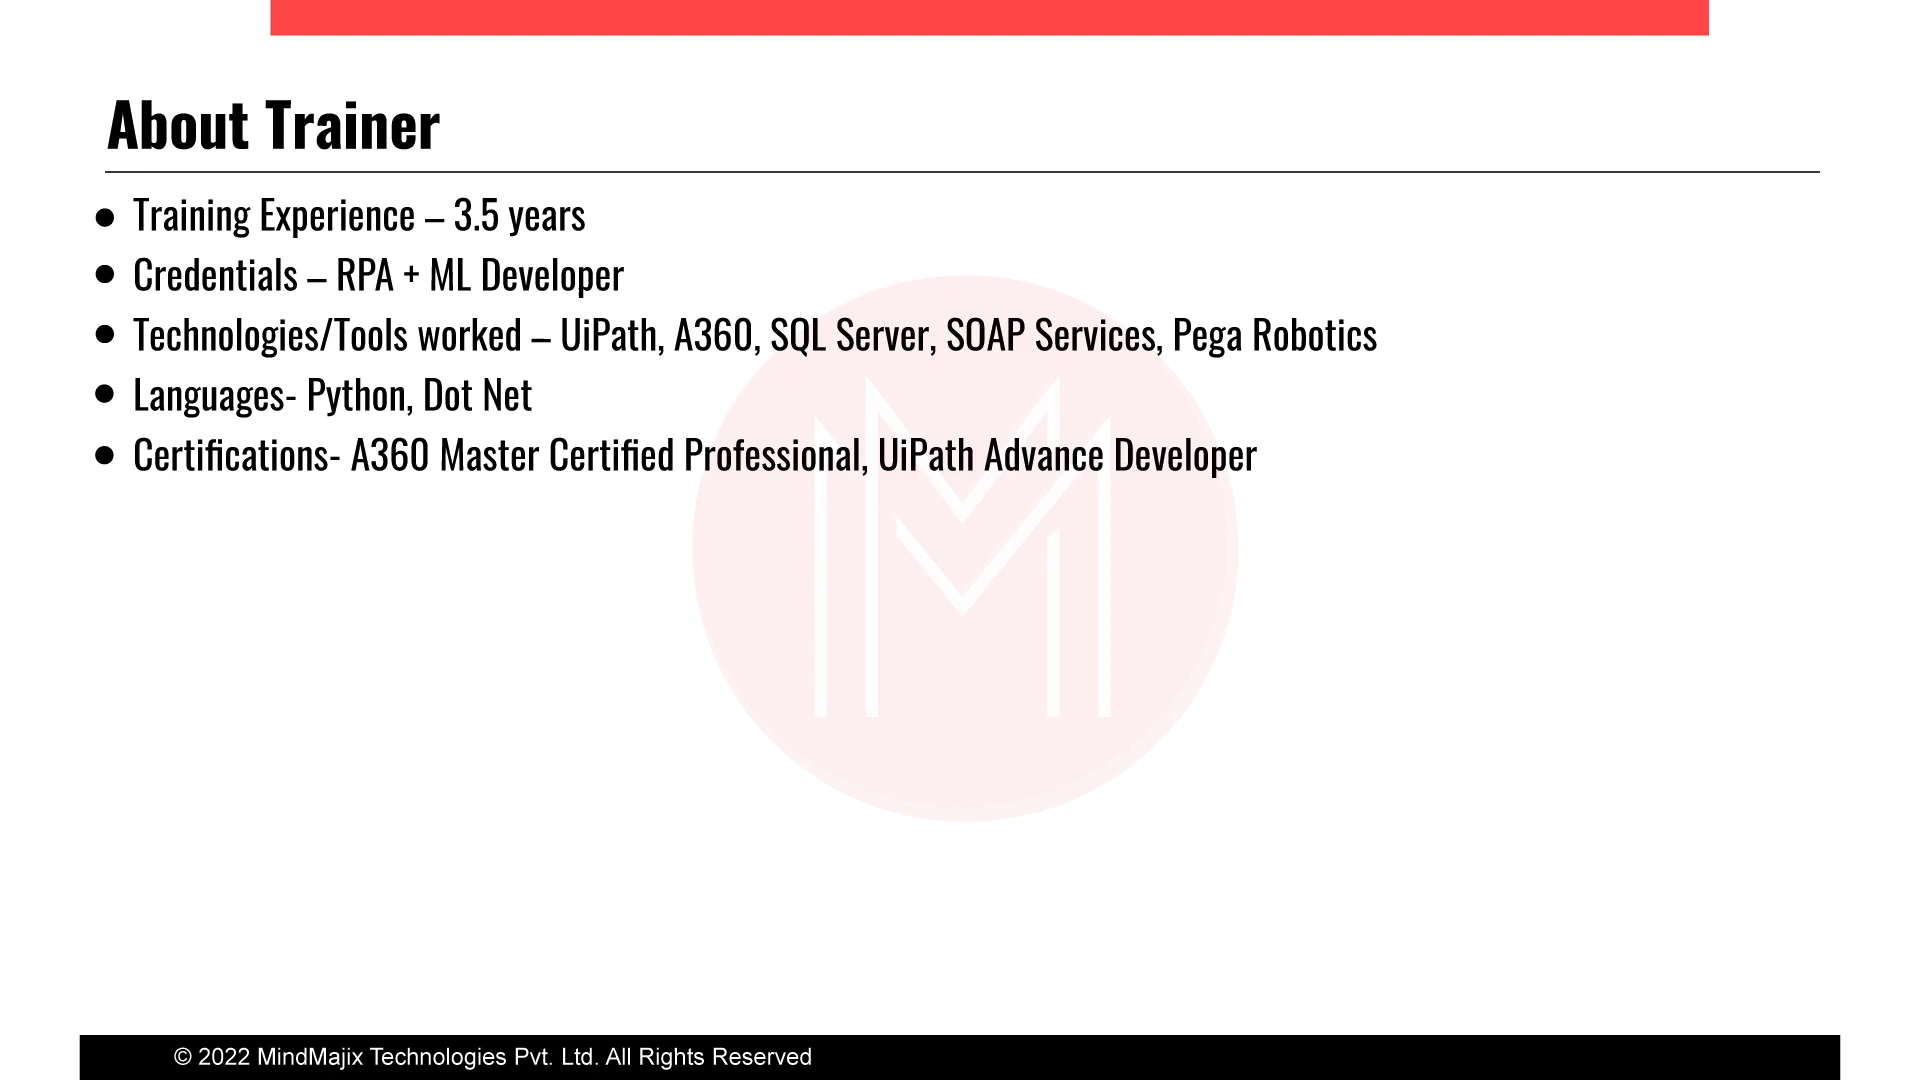 About Trainer
● Training Experience – 3.5 years
● Credentials – RPA + ML Developer
● Technologies/Tools worked – UiPath, A360, SQL Server, SOAP Services, Pega Robotics
● Languages- Python, Dot Net
● Certifications- A360 Master Certified Professional, UiPath Advance Developer
© 2022 MindMajix Technologies Pvt. Ltd. All Rights Reserved